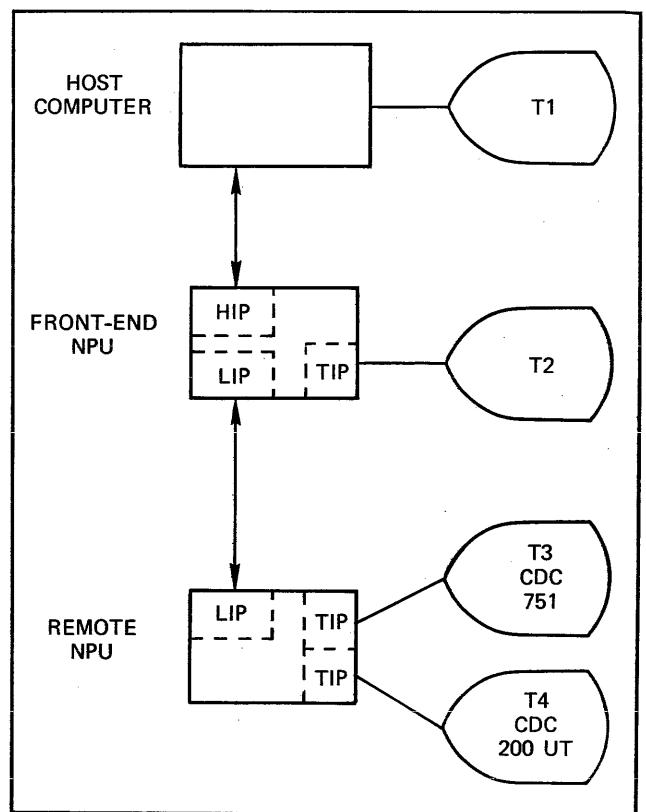 HOST
COMPUTER
T1
FRONT-END
NPU
HIP
LIP
TIP
T2
REMOTE
NPU
LIP
TIP
TIP
T3
CDC
751
T4
CDC
200 UT